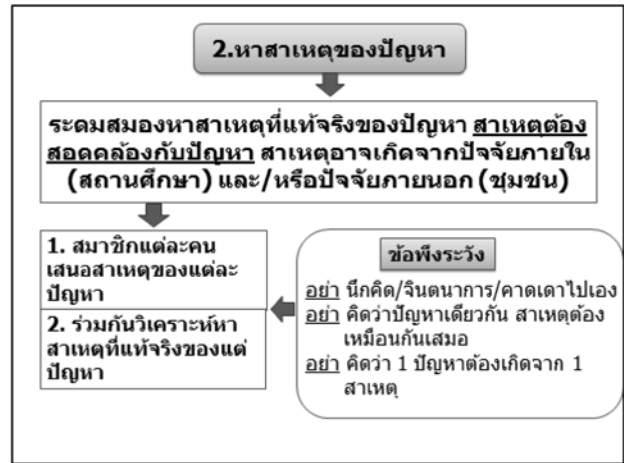 2.หาสาเหตุของปัญหา
ระดมสมองหาสาเหตุที่แท้จริงของปัญหา สาเหตุต้อง
สอดคล้องกับปัญหา สาเหตุอาจเกิดจากปัจจัยภายใน
(สถานศึกษา) และ/หรือปัจจัยภายนอก (ชุมชน)
1. สมาชิกแต่ละคน
เสนอสาเหตุของแต่ละ
ปัญหา
2. ร่วมกันวิเคราะห์หา
สาเหตุที่แท้จริงของแต่
ปัญหา
ข้อพึงระวัง
อย่า นึกคิด/จินตนาการ/คาดเดาไปเอง
อย่า คิดว่าปัญหาเดียวกัน สาเหตุต้อง
เหมือนกันเสมอ
อย่า คิดว่า 1 ปัญหาต้องเกิดจาก 1
สาเหตุ